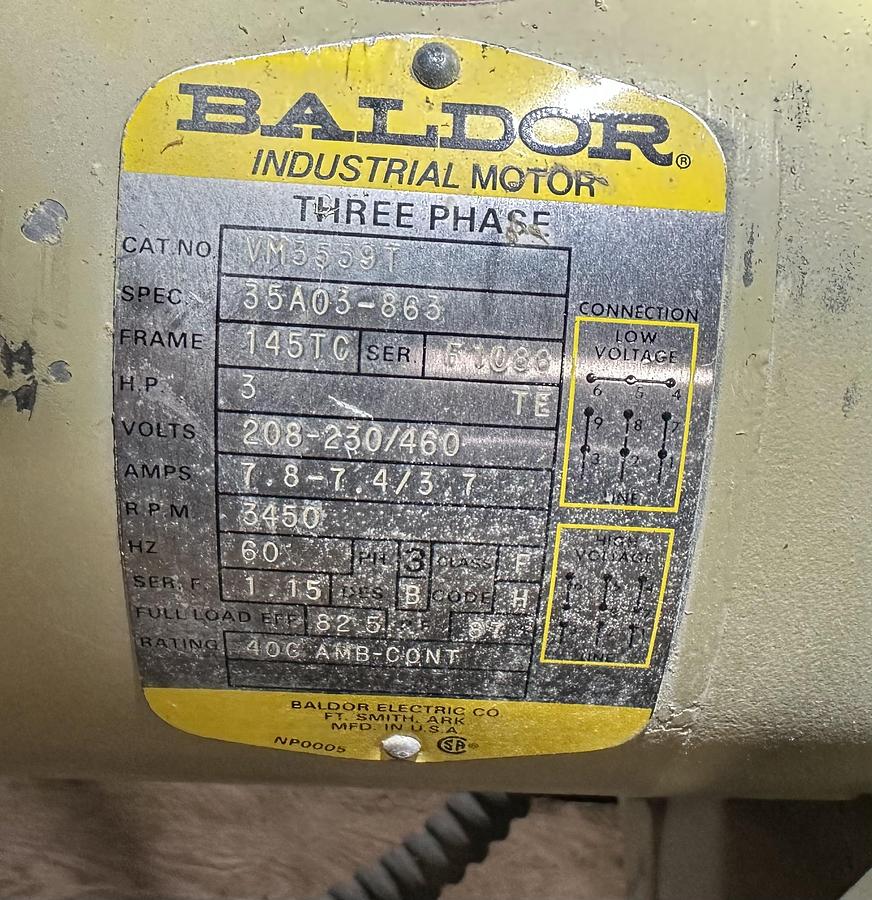 BALDOR®
INDUSTRIAL MOTOR
THREE PHASE
CAT.NO. VM3559T
SPEC. 35A03-863
FRAME 145TC SER.
H.P. 3 TE
VOLTS 208-230/460
AMPS 7.8-7.4/3.7
RPM 3450
HZ 60 PH 3 CLASS F
SER.F. 1.15 DES B CODE H
FULL LOAD EFF. 82.5 P.F. 87
RATING 40C AMB-CONT
CONNECTION
LOW
VOLTAGE
6 5 4
9 8 7
3 2 1
LINE
HIGH
VOLTAGE
LINE
BALDOR ELECTRIC CO.
FT. SMITH, ARK.
MFD. IN U.S.A.
NP0005 SA®